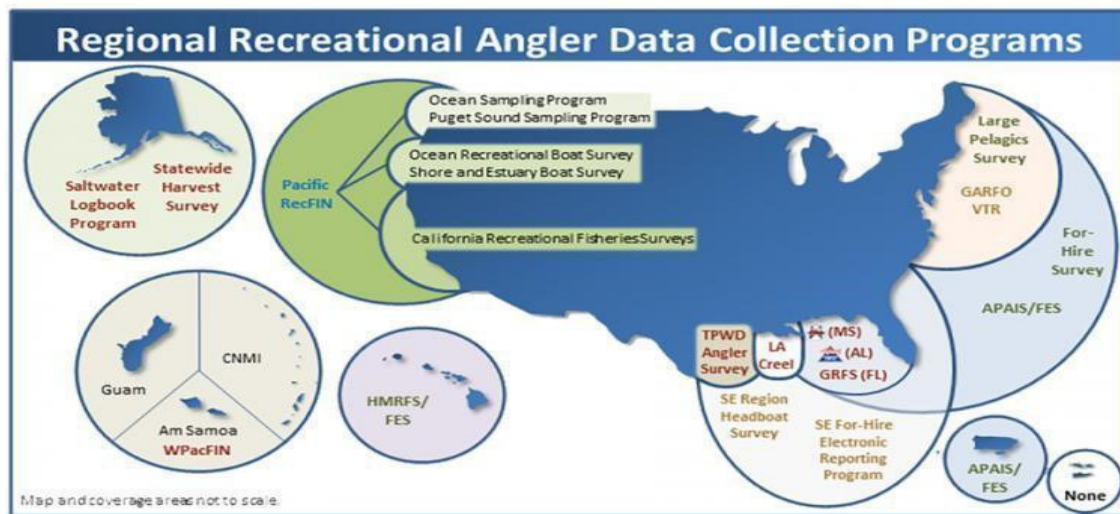 Regional Recreational Angler Data Collection Programs
Saltwater
Logbook
Program
Statewide
Harvest
Survey
Pacific
RecFIN
Ocean Sampling Program
Puget Sound Sampling Program
Ocean Recreational Boat Survey
Shore and Estuary Boat Survey
California Recreational Fisheries Surveys
Large
Pelagics
Survey
GARFO
VTR
For-
Hire
Survey
APAIS/FES
Guam
CNMI
Am Samoa
WPacFIN
HMRFS/
FES
TPWD
Angler
Survey
LA
Creel
(MS)
(AL)
GRFS (FL)
SE Region
Headboat
Survey
SE For-Hire
Electronic
Reporting
Program
APAIS/
FES
None
Map and coverage areas not to scale.